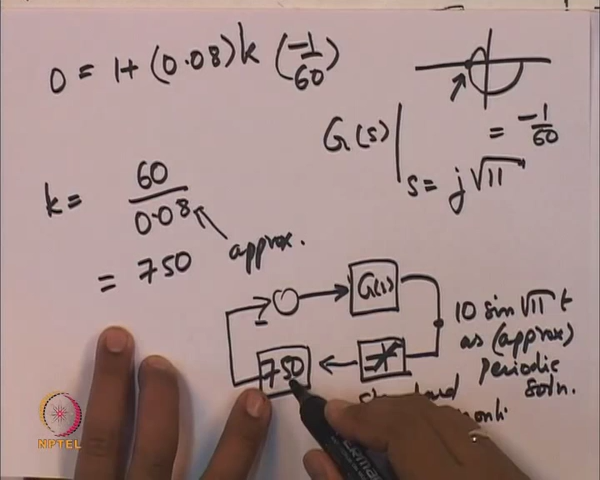 0 = 1 + (0.08) k (-1/60)
G(s)| s = j√11 = -1/60
k = 60/0.08
approx.
= 750
G(s)
10 sin √11 t
as (approx)
periodic
soln.
750
NPTEL